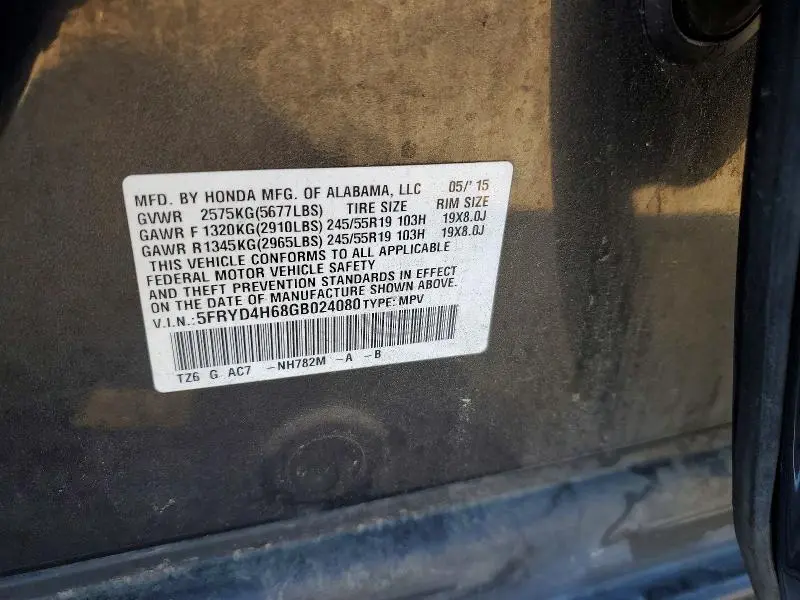 MFD. BY HONDA MFG. OF ALABAMA, LLC 05/'15
GVWR 2575KG(5677LBS) TIRE SIZE RIM SIZE
GAWR F 1320KG(2910LBS) 245/55R19 103H 19X8.0J
GAWR R 1345KG(2965LBS) 245/55R19 103H 19X8.0J
THIS VEHICLE CONFORMS TO ALL APPLICABLE
FEDERAL MOTOR VEHICLE SAFETY
AND THEFT PREVENTION STANDARDS IN EFFECT
ON THE DATE OF MANUFACTURE SHOWN ABOVE.
V.I.N.: 5FRYD4H68GB024080 TYPE: MPV
TZ6 G AC7 -NH782M -A -B